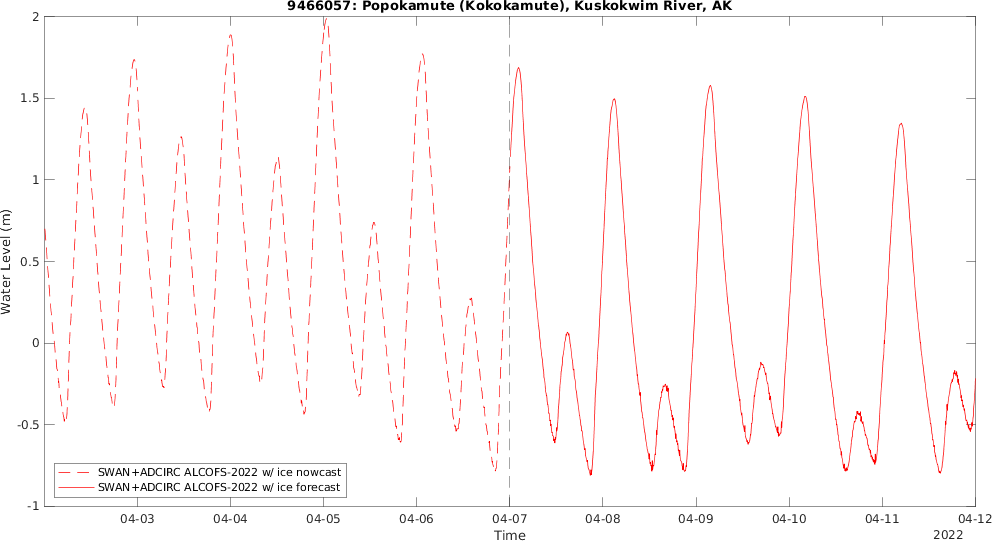 9466057: Popokamute (Kokokamute), Kuskokwim River, AK
2
1.5
1
0.5
0
-0.5
-1
Water Level (m)
SWAN+ADCIRC ALCOFS-2022 w/ ice nowcast
SWAN+ADCIRC ALCOFS-2022 w/ ice forecast
04-03 04-04 04-05 04-06 04-07 04-08 04-09 04-10 04-11 04-12
Time
2022